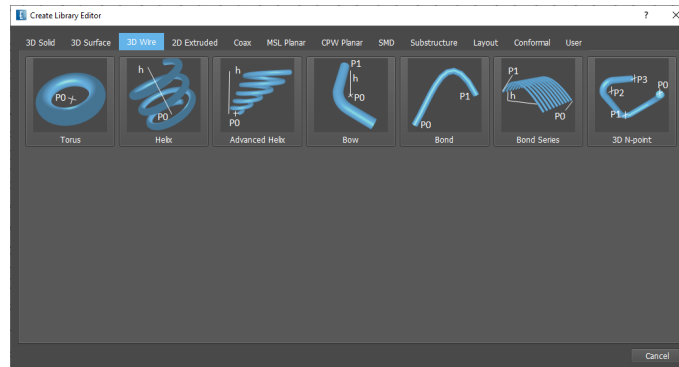 Create Library Editor
?
3D Solid 3D Surface 3D Wire 2D Extruded Coax MSL Planar CPW Planar SMD Substructure Layout Conformal User
P0
Torus
h
P0
Helix
h
P0
Advanced Helix
P1
h
P0
Bow
P1
P0
Bond
P1
h
P0
Bond Series
P3
P0
P2
P1
3D N-point
Cancel